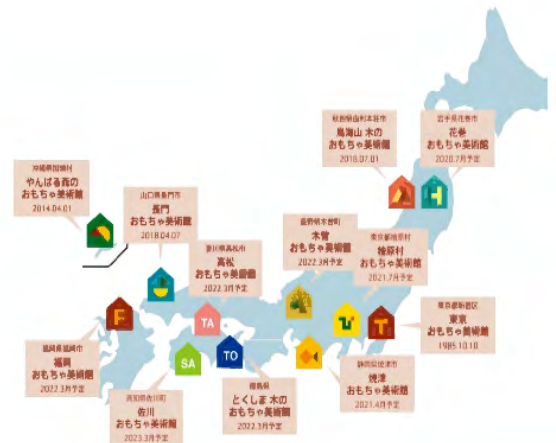 秋田県由利本荘市
鳥海山 木の
おもちゃ美術館
2018.07.01
岩手県花巻市
花巻
おもちゃ美術館
2020.7月予定
沖縄県国頭村
やんばる森の
おもちゃ美術館
2014.04.01
山口県長門市
長門
おもちゃ美術館
2018.04.07
香川県高松市
高松
おもちゃ美術館
2022.3月予定
長野県木曽町
木曽
おもちゃ美術館
2022.3月予定
東京都檜原村
檜原村
おもちゃ美術館
2021.7月予定
東京都新宿区
東京
おもちゃ美術館
1985.10.10
F
TA
SA
TO
T
福岡県福岡市
福岡
おもちゃ美術館
2022.3月予定
高知県佐川町
佐川
おもちゃ美術館
2023.3月予定
徳島県
とくしま 木の
おもちゃ美術館
2022.3月予定
静岡県焼津市
焼津
おもちゃ美術館
2021.4月予定